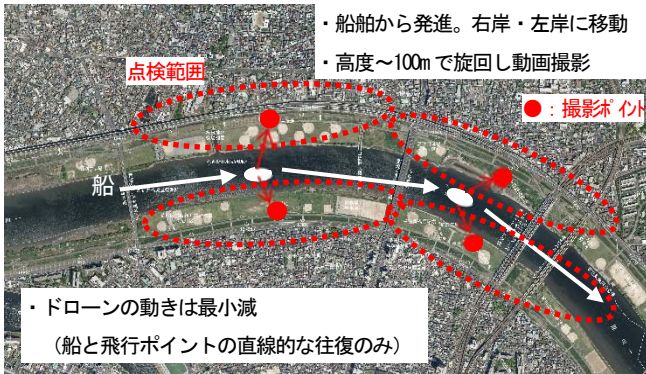 ・船舶から発進。右岸・左岸に移動
・高度～100mで旋回し動画撮影
点検範囲
●：撮影ポイント
船
・ドローンの動きは最小減
（船と飛行ポイントの直線的な往復のみ）